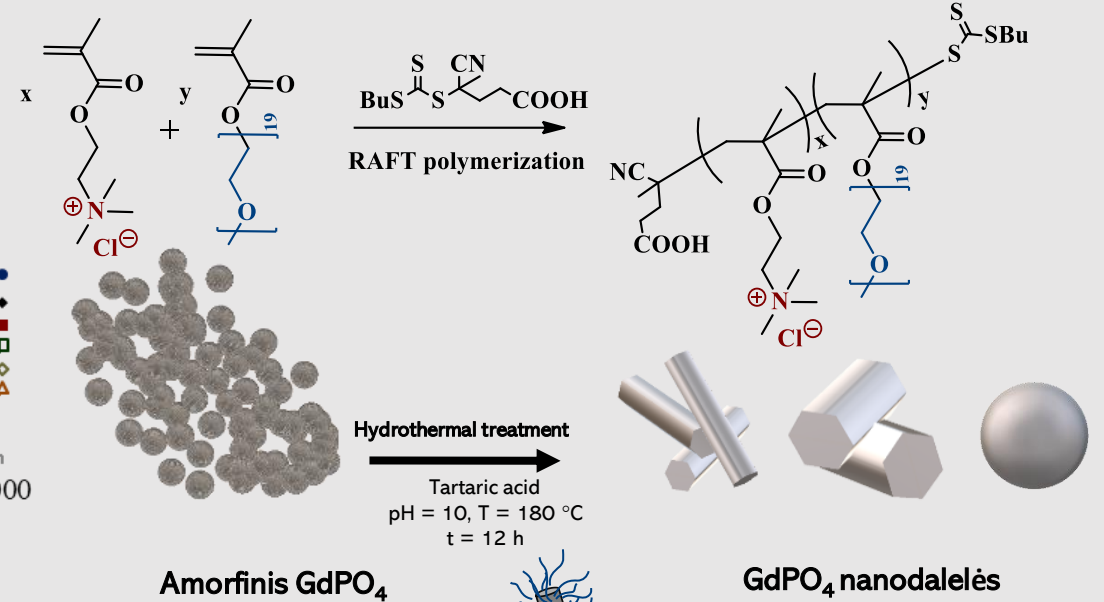 x
O
O
+
y
O
O
19
O
N
⊕
Cl⊖
S
CN
BuS
S
COOH
RAFT polymerization
S
SBu
S
y
x
NC
COOH
O
O
O
O
19
O
⊕
N
Cl⊖
000
Hydrothermal treatment
Tartaric acid
pH = 10, T = 180 °C
t = 12 h
Amorfinis GdPO₄
GdPO₄ nanodalelės